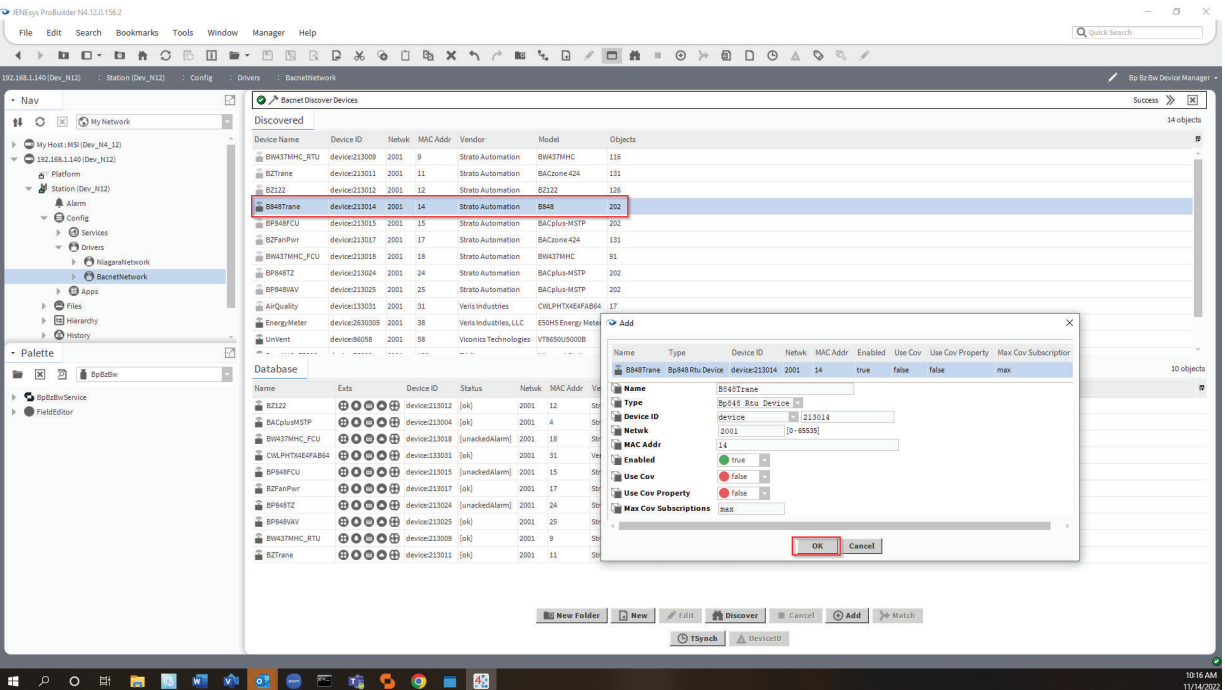 JENEsys ProBuilder N4.12.0.156.2
File Edit Search Bookmarks Tools Window Manager Help
Quick Search
192.168.1.140 (Dev_N12) : Station (Dev_N12) : Config : Drivers : BacnetNetwork
Bp Bz Bw Device Manager
Nav
My Network
My Host : MSI (Dev_N4_12)
192.168.1.140 (Dev_N12)
Platform
Station (Dev_N12)
Alarm
Config
Services
Drivers
NiagaraNetwork
BacnetNetwork
Apps
Files
Hierarchy
History
Palette
BpBzBw
BpBzBwService
FieldEditor
Bacnet Discover Devices
Success
Discovered
14 objects
Device Name Device ID Netwk MAC Addr Vendor Model Objects
BW437MHC_RTU device:213009 2001 9 Strato Automation BW437MHC 116
BZTrane device:213011 2001 11 Strato Automation BACzone 424 131
BZ122 device:213012 2001 12 Strato Automation BZ122 126
B848Trane device:213014 2001 14 Strato Automation B848 202
BP848FCU device:213015 2001 15 Strato Automation BACplus-MSTP 202
BZFanPwr device:213017 2001 17 Strato Automation BACzone 424 131
BW437MHC_FCU device:213018 2001 18 Strato Automation BW437MHC 91
BP848TZ device:213024 2001 24 Strato Automation BACplus-MSTP 202
BP848VAV device:213025 2001 25 Strato Automation BACplus-MSTP 202
AirQuality device:133031 2001 31 Veris Industries CWLPHTX4E4FAB64 17
EnergyMeter device:2630305 2001 38 Veris Industries, LLC E50H5 Energy Mete
UnVent device:86058 2001 58 Viconics Technologies VT8650U5000B
Database
10 objects
Name Exts Device ID Status Netwk MAC Addr Ve
BZ122 device:213012 {ok} 2001 12 Str
BACplusMSTP device:213004 {ok} 2001 4 Str
BW437MHC_FCU device:213018 {unackedAlarm} 2001 18 Str
CWLPHTX4E4FAB64 device:133031 {ok} 2001 31 Ve
BP848FCU device:213015 {unackedAlarm} 2001 15 Str
BZFanPwr device:213017 {ok} 2001 17 Str
BP848TZ device:213024 {unackedAlarm} 2001 24 Str
BP848VAV device:213025 {ok} 2001 25 Str
BW437MHC_RTU device:213009 {ok} 2001 9 Str
BZTrane device:213011 {ok} 2001 11 Str
Add
Name Type Device ID Netwk MAC Addr Enabled Use Cov Use Cov Property Max Cov Subscription
B848Trane Bp848 Rtu Device device:213014 2001 14 true false false max
Name B848Trane
Type Bp848 Rtu Device
Device ID device 213014
Netwk 2001 [0 - 65535]
MAC Addr 14
Enabled true
Use Cov false
Use Cov Property false
Max Cov Subscriptions max
OK Cancel
New Folder New Edit Discover Cancel Add Match
TSynch DeviceID
10:16 AM
11/14/2022